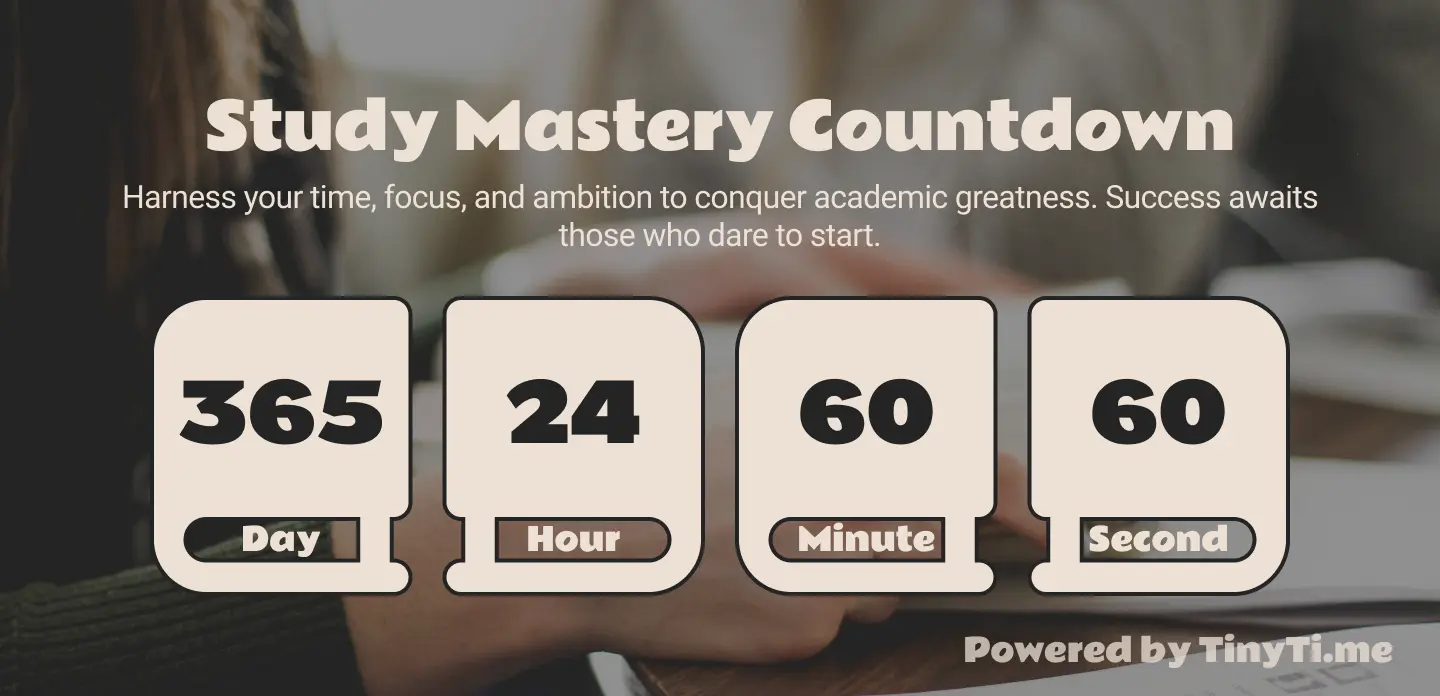 Study Mastery Countdown
Harness your time, focus, and ambition to conquer academic greatness. Success awaits
those who dare to start.
365 24 60 60
Day Hour Minute Second
Powered by TinyTi.me